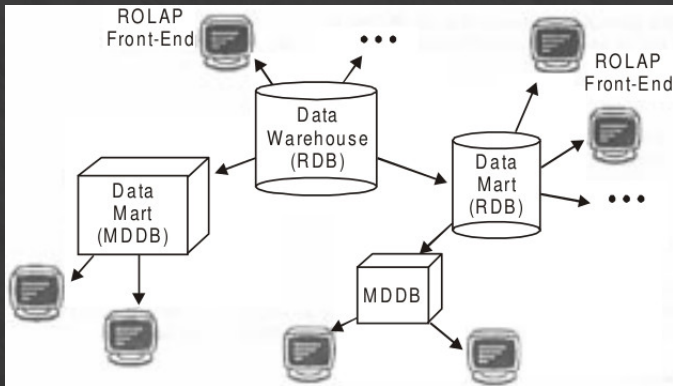 ROLAP
Front-End
•••
ROLAP
Front-End
Data
Warehouse
(RDB)
Data
Mart
(MDDB)
Data
Mart
(RDB)
•••
MDDB